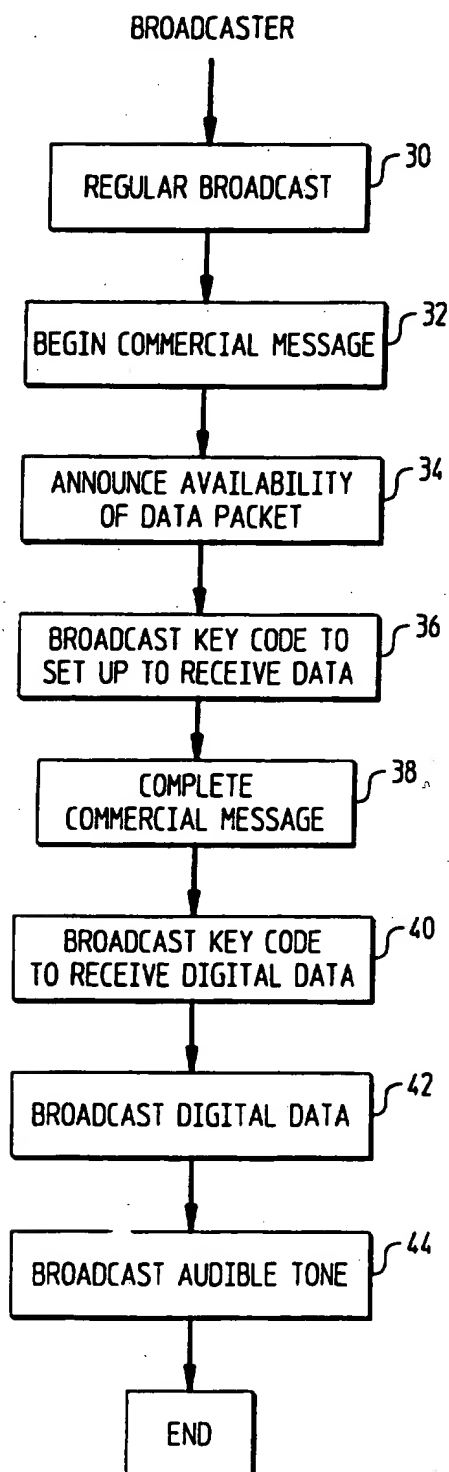 BROADCASTER
REGULAR BROADCAST
30
BEGIN COMMERCIAL MESSAGE
32
ANNOUNCE AVAILABILITY
OF DATA PACKET
34
BROADCAST KEY CODE TO
SET UP TO RECEIVE DATA
36
COMPLETE
COMMERCIAL MESSAGE
38
BROADCAST KEY CODE
TO RECEIVE DIGITAL DATA
40
BROADCAST DIGITAL DATA
42
BROADCAST AUDIBLE TONE
44
END